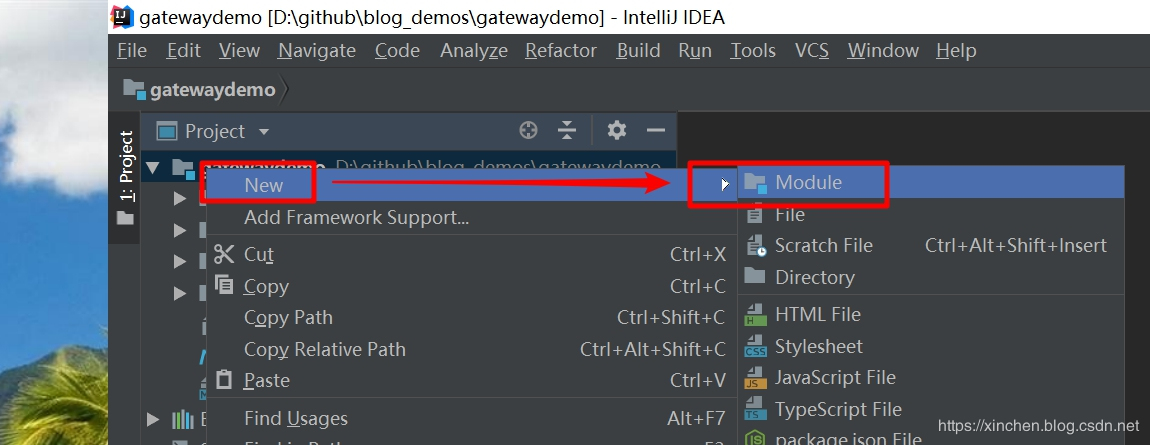 gatewaydemo [D:\github\blog_demos\gatewaydemo] - IntelliJ IDEA
File Edit View Navigate Code Analyze Refactor Build Run Tools VCS Window Help
gatewaydemo
1: Project
Project
gatewaydemo D:\github\blog_demos\gatewaydemo
New
Add Framework Support...
Cut Ctrl+X
Copy Ctrl+C
Copy Path Ctrl+Shift+C
Copy Relative Path Ctrl+Alt+Shift+C
Paste Ctrl+V
Find Usages Alt+F7
Module
File
Scratch File Ctrl+Alt+Shift+Insert
Directory
HTML File
Stylesheet
JavaScript File
TypeScript File
package.json File
https://xinchen.blog.csdn.net